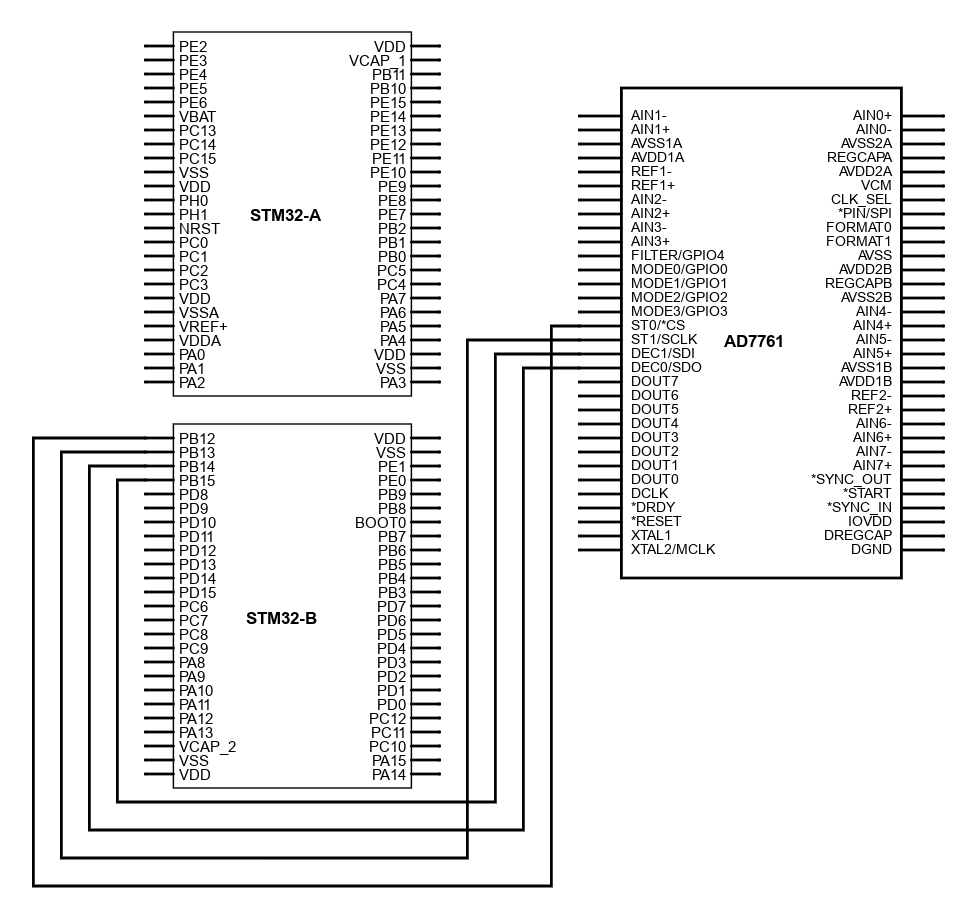 PE2
PE3
PE4
PE5
PE6
VBAT
PC13
PC14
PC15
VSS
VDD
PH0
PH1
NRST
PC0
PC1
PC2
PC3
VDD
VSSA
VREF+
VDDA
PA0
PA1
PA2
STM32-A
VDD
VCAP_1
PB11
PB10
PE15
PE14
PE13
PE12
PE11
PE10
PE9
PE8
PE7
PB2
PB1
PB0
PC5
PC4
PA7
PA6
PA5
PA4
VDD
VSS
PA3
PB12
PB13
PB14
PB15
PD8
PD9
PD10
PD11
PD12
PD13
PD14
PD15
PC6
PC7
PC8
PC9
PA8
PA9
PA10
PA11
PA12
PA13
VCAP_2
VSS
VDD
STM32-B
VDD
VSS
PE1
PE0
PB9
PB8
BOOT0
PB7
PB6
PB5
PB4
PB3
PD7
PD6
PD5
PD4
PD3
PD2
PD1
PD0
PC12
PC11
PC10
PA15
PA14
AIN1-
AIN1+
AVSS1A
AVDD1A
REF1-
REF1+
AIN2-
AIN2+
AIN3-
AIN3+
FILTER/GPIO4
MODE0/GPIO0
MODE1/GPIO1
MODE2/GPIO2
MODE3/GPIO3
ST0/*CS
ST1/SCLK
DEC1/SDI
DEC0/SDO
DOUT7
DOUT6
DOUT5
DOUT4
DOUT3
DOUT2
DOUT1
DOUT0
DCLK
*DRDY
*RESET
XTAL1
XTAL2/MCLK
AD7761
AIN0+
AIN0-
AVSS2A
REGCAPA
AVDD2A
VCM
CLK_SEL
*PIN/SPI
FORMAT0
FORMAT1
AVSS
AVDD2B
REGCAPB
AVSS2B
AIN4-
AIN4+
AIN5-
AIN5+
AVSS1B
AVDD1B
REF2-
REF2+
AIN6-
AIN6+
AIN7-
AIN7+
*SYNC_OUT
*START
*SYNC_IN
IOVDD
DREGCAP
DGND